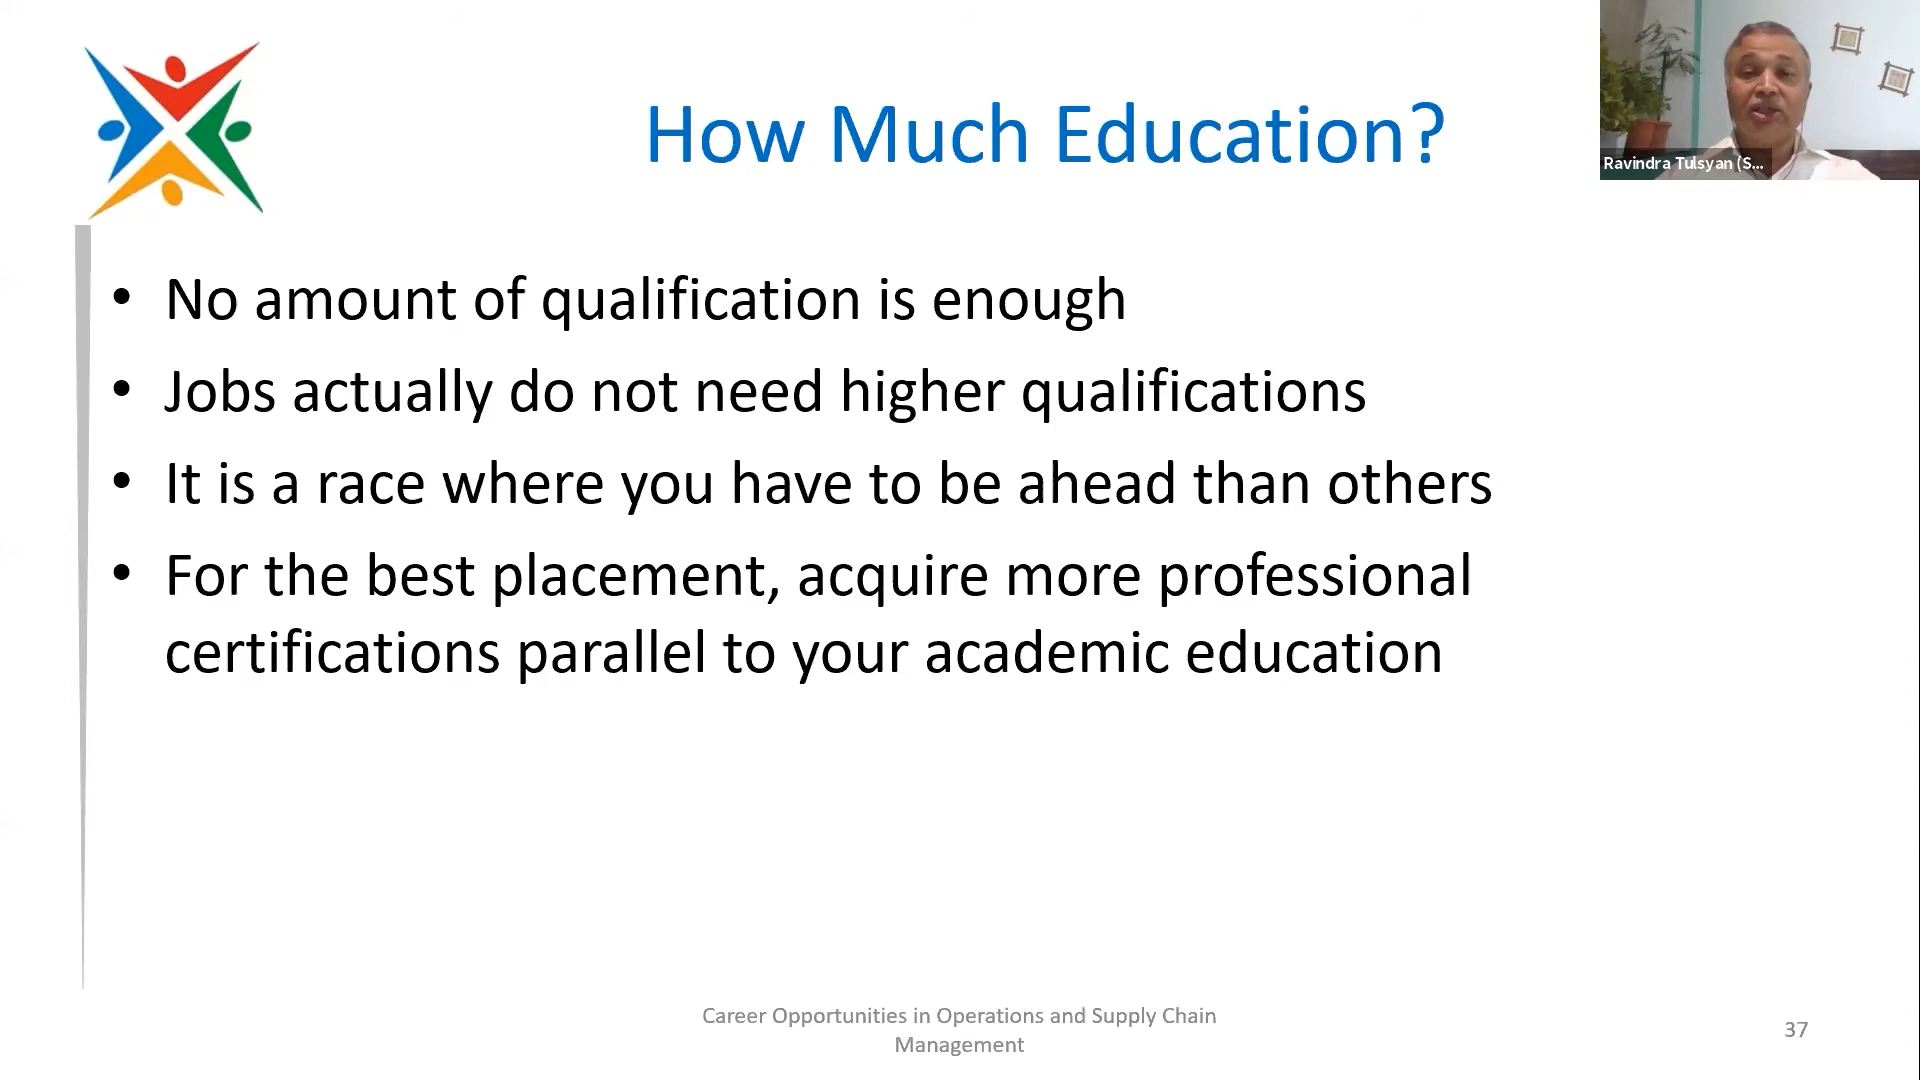 How Much Education?
Ravindra Tulsyan (S...
• No amount of qualification is enough
• Jobs actually do not need higher qualifications
• It is a race where you have to be ahead than others
• For the best placement, acquire more professional
certifications parallel to your academic education
Career Opportunities in Operations and Supply Chain
Management
37